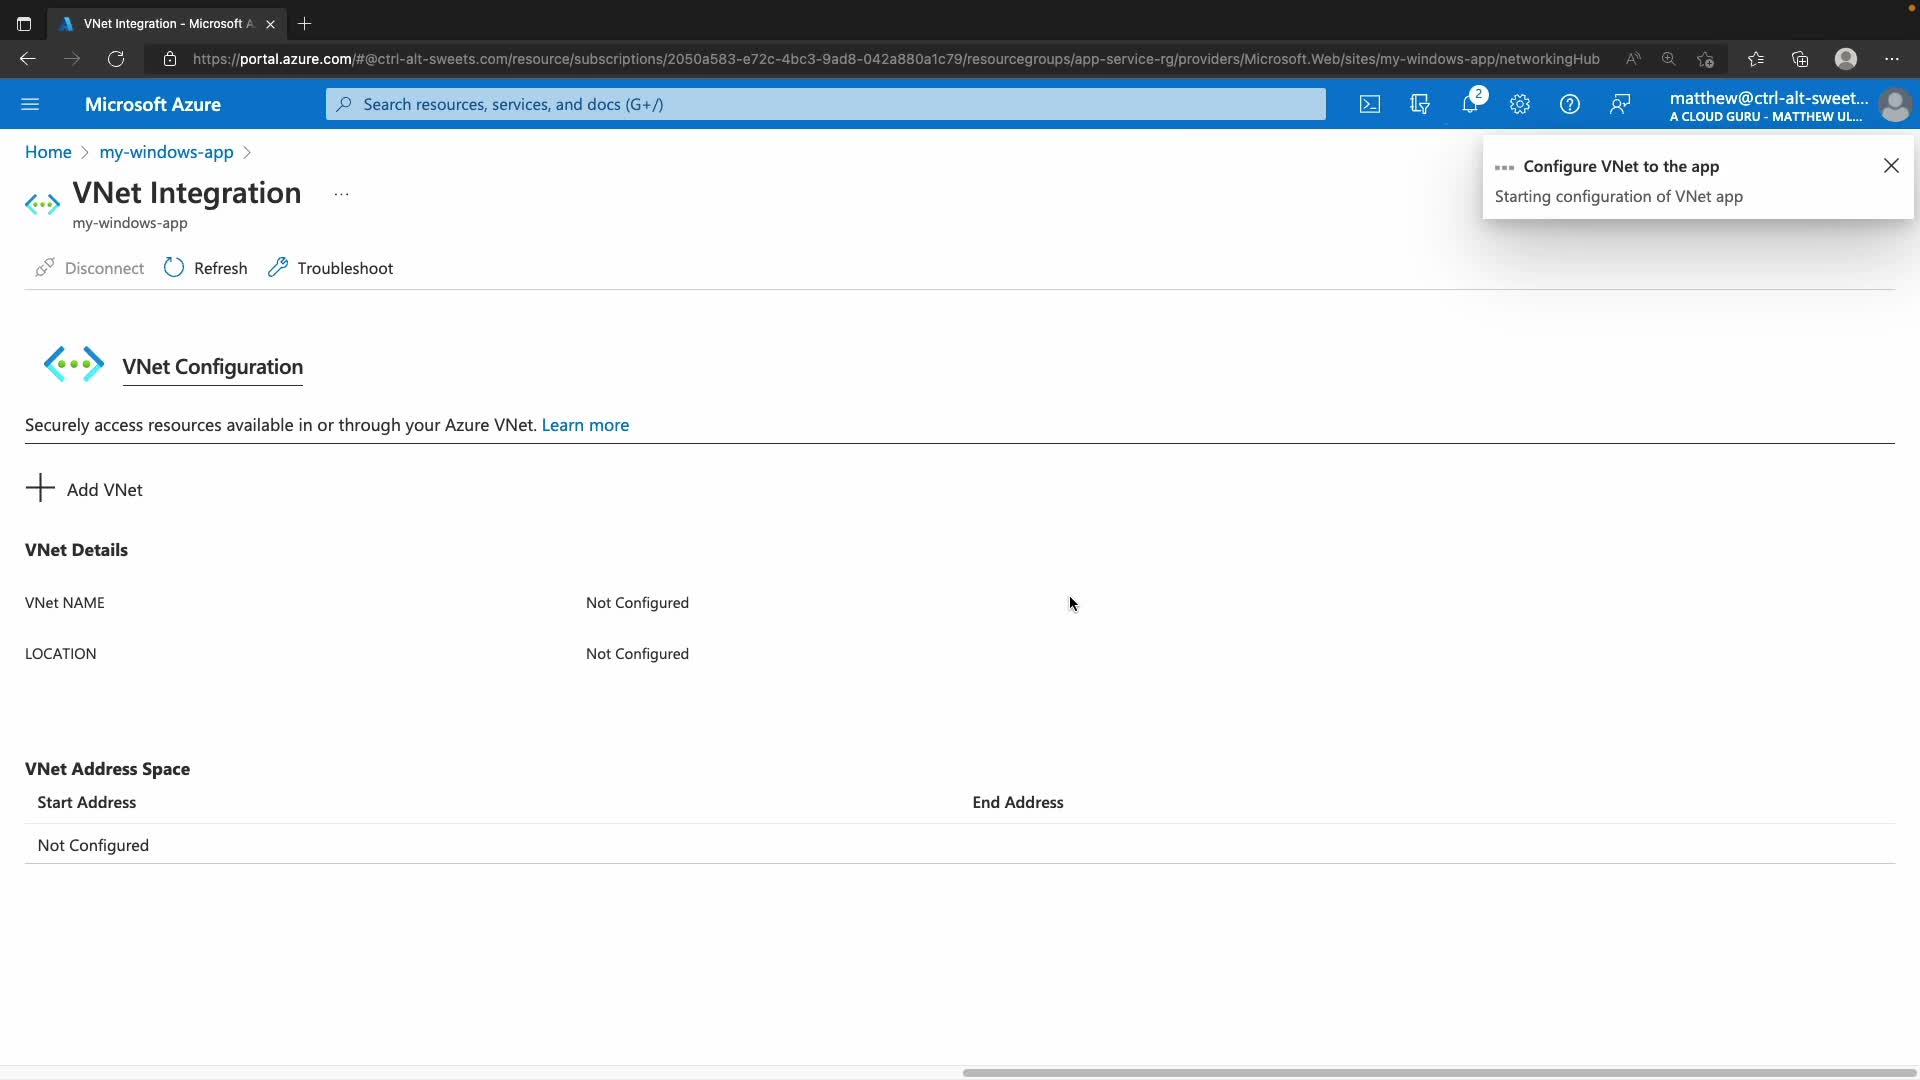 VNet Integration - Microsoft A
https://portal.azure.com/#@ctrl-alt-sweets.com/resource/subscriptions/2050a583-e72c-4bc3-9ad8-042a880a1c79/resourcegroups/app-service-rg/providers/Microsoft.Web/sites/my-windows-app/networkingHub
Microsoft Azure
Search resources, services, and docs (G+/)
2
matthew@ctrl-alt-sweet...
A CLOUD GURU - MATTHEW UL...
Home > my-windows-app >
VNet Integration ...
my-windows-app
Configure VNet to the app
Starting configuration of VNet app
Disconnect Refresh Troubleshoot
VNet Configuration
Securely access resources available in or through your Azure VNet. Learn more
Add VNet
VNet Details
VNet NAME Not Configured
LOCATION Not Configured
VNet Address Space
Start Address End Address
Not Configured